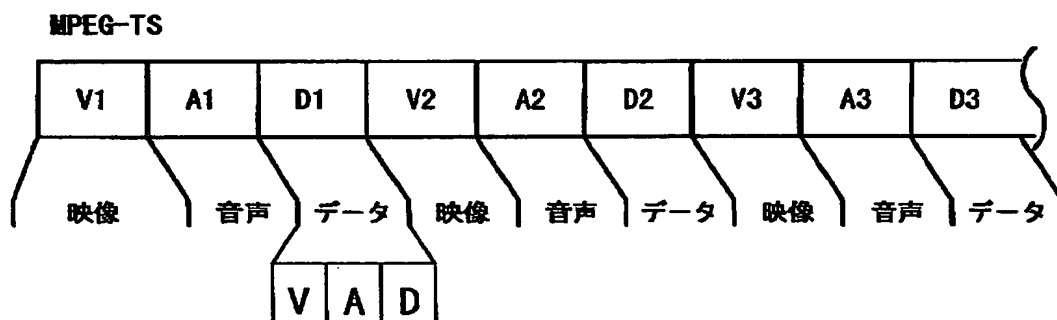 MPEG-TS
V1 A1 D1 V2 A2 D2 V3 A3 D3
映像 音声 データ 映像 音声 データ 映像 音声 データ
V A D